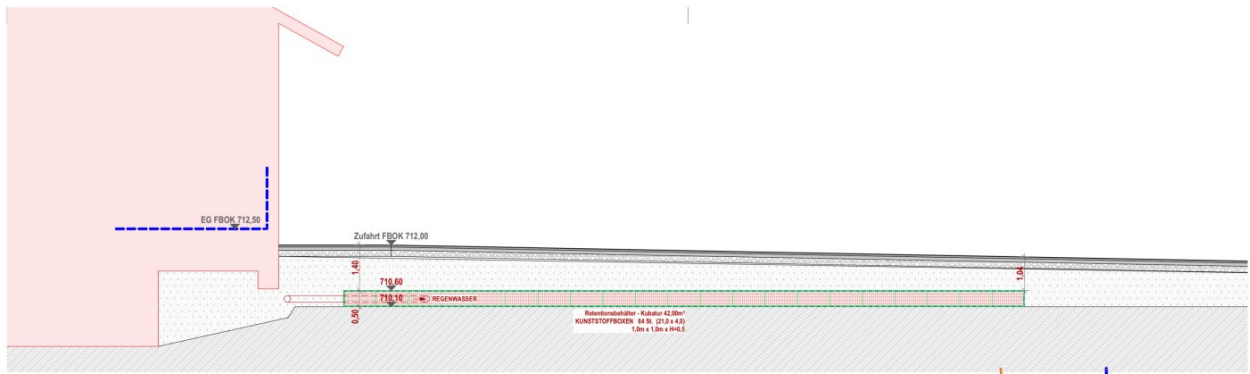 EG FBOK 712,50
Zufahrt FBOK 712,00
1,40
1,04
710,60
710,10
REGENWASSER
0,50
Retentionsbehälter - Kubatur 42,00m³
KUNSTSTOFFBOXEN 84 St. (21,0 x 4,0)
1,0m x 1,0m x H=0,5